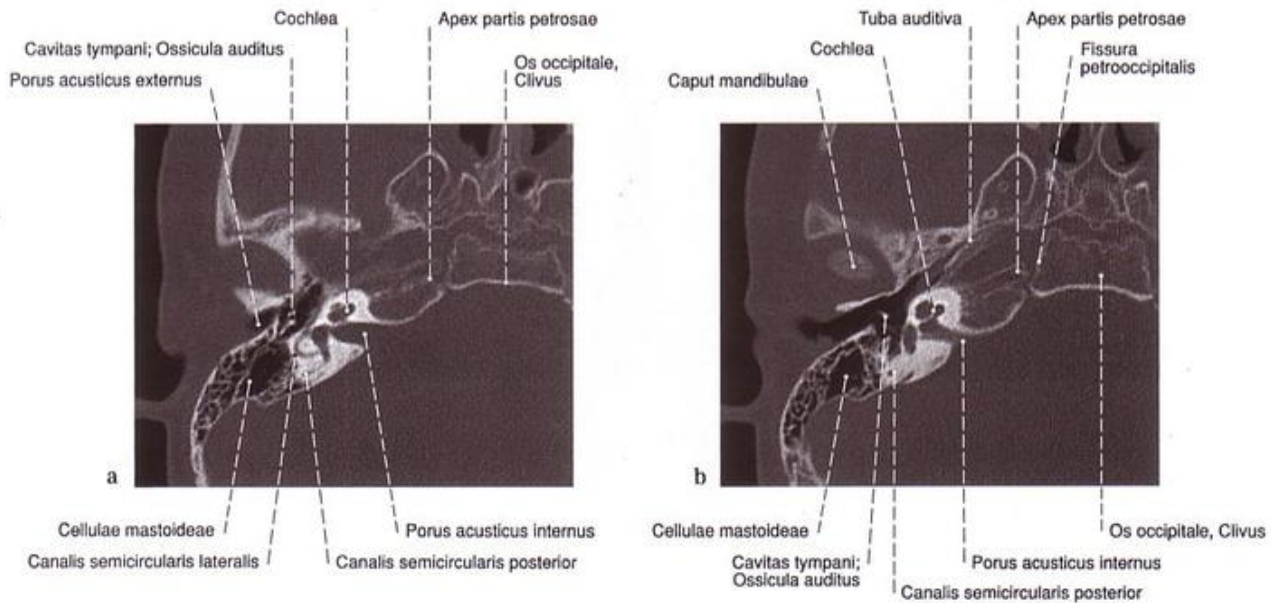 Cochlea
Apex partis petrosae
Cavitas tympani; Ossicula auditus
Os occipitale,
Clivus
Porus acusticus externus
a
Cellulae mastoideae
Porus acusticus internus
Canalis semicircularis lateralis
Canalis semicircularis posterior
Tuba auditiva
Apex partis petrosae
Cochlea
Fissura
petrooccipitalis
Caput mandibulae
b
Cellulae mastoideae
Os occipitale, Clivus
Cavitas tympani;
Ossicula auditus
Porus acusticus internus
Canalis semicircularis posterior